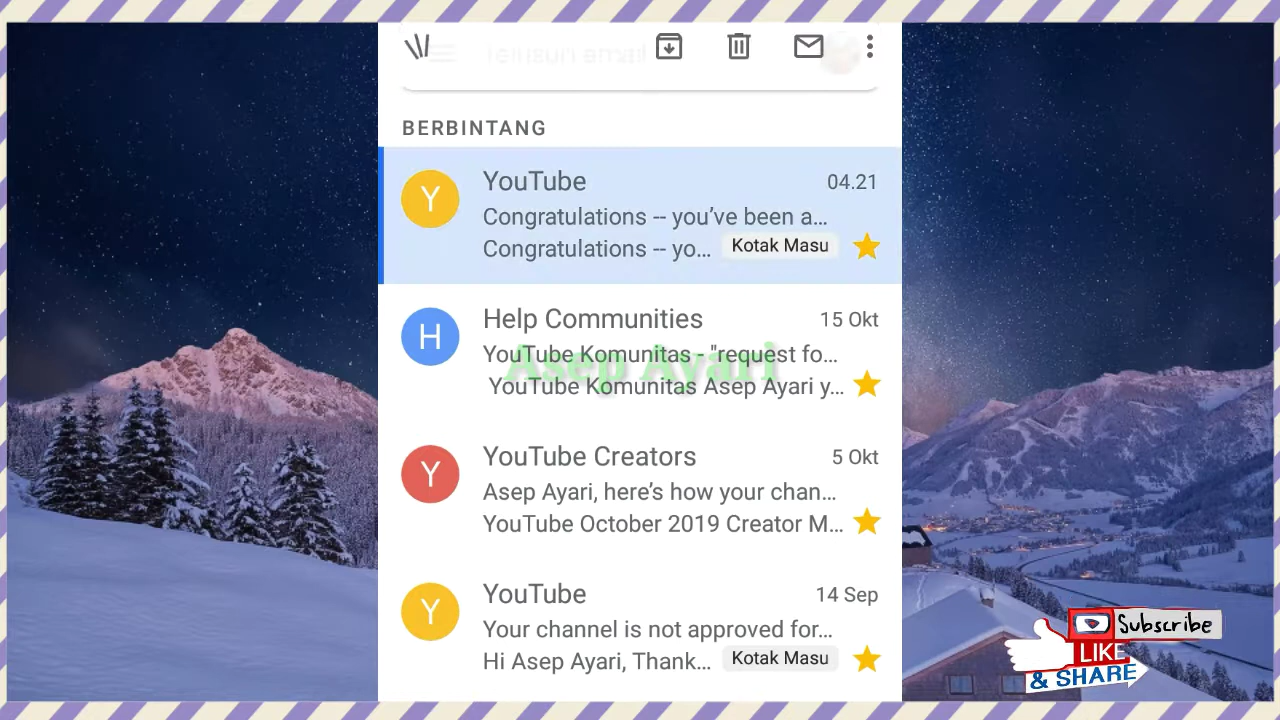 BERBINTANG
Y
YouTube
04.21
Congratulations -- you’ve been a...
Congratulations -- yo...
Kotak Masu
H
Help Communities
15 Okt
YouTube Komunitas - "request fo...
YouTube Komunitas Asep Ayari y...
Asep Ayari
Y
YouTube Creators
5 Okt
Asep Ayari, here’s how your chan...
YouTube October 2019 Creator M...
Y
YouTube
14 Sep
Your channel is not approved for...
Hi Asep Ayari, Thank...
Kotak Masu
Subscribe
LIKE
& SHARE